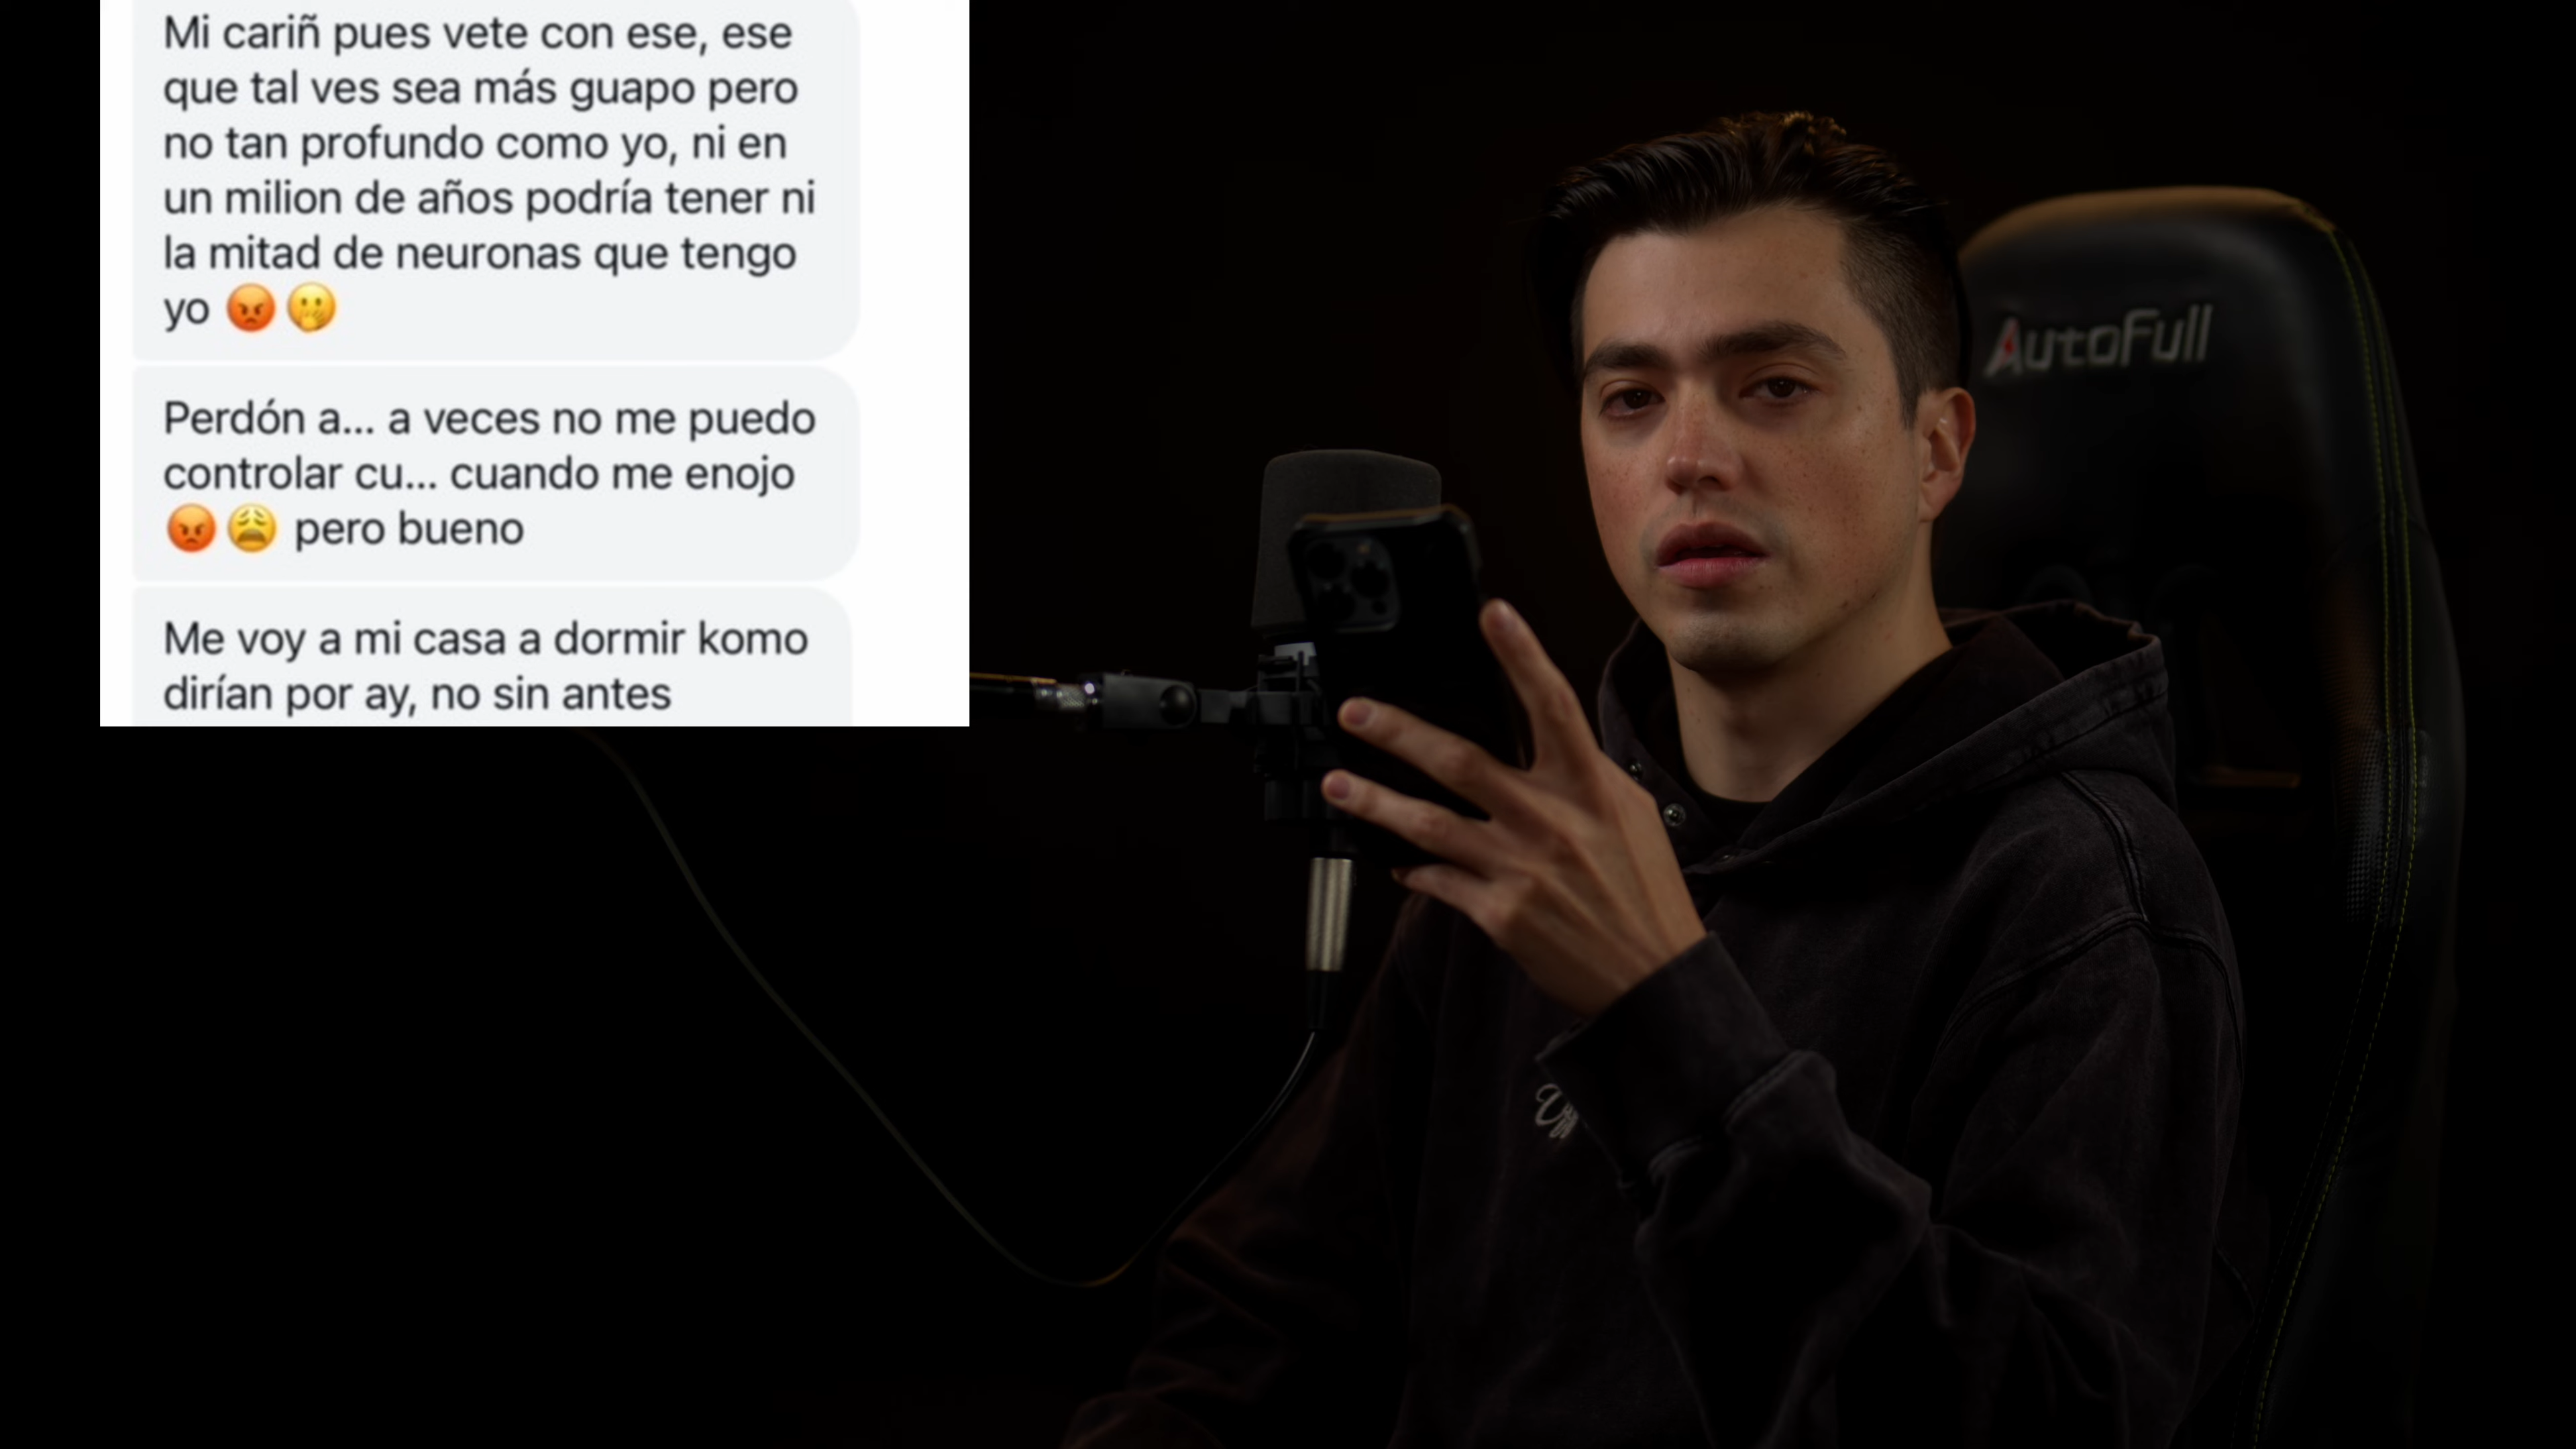 Mi cariñ pues vete con ese, ese
que tal ves sea más guapo pero
no tan profundo como yo, ni en
un milion de años podría tener ni
la mitad de neuronas que tengo
yo 😡🫢
Perdón a... a veces no me puedo
controlar cu... cuando me enojo
😡😩 pero bueno
Me voy a mi casa a dormir komo
dirían por ay, no sin antes
AutoFull